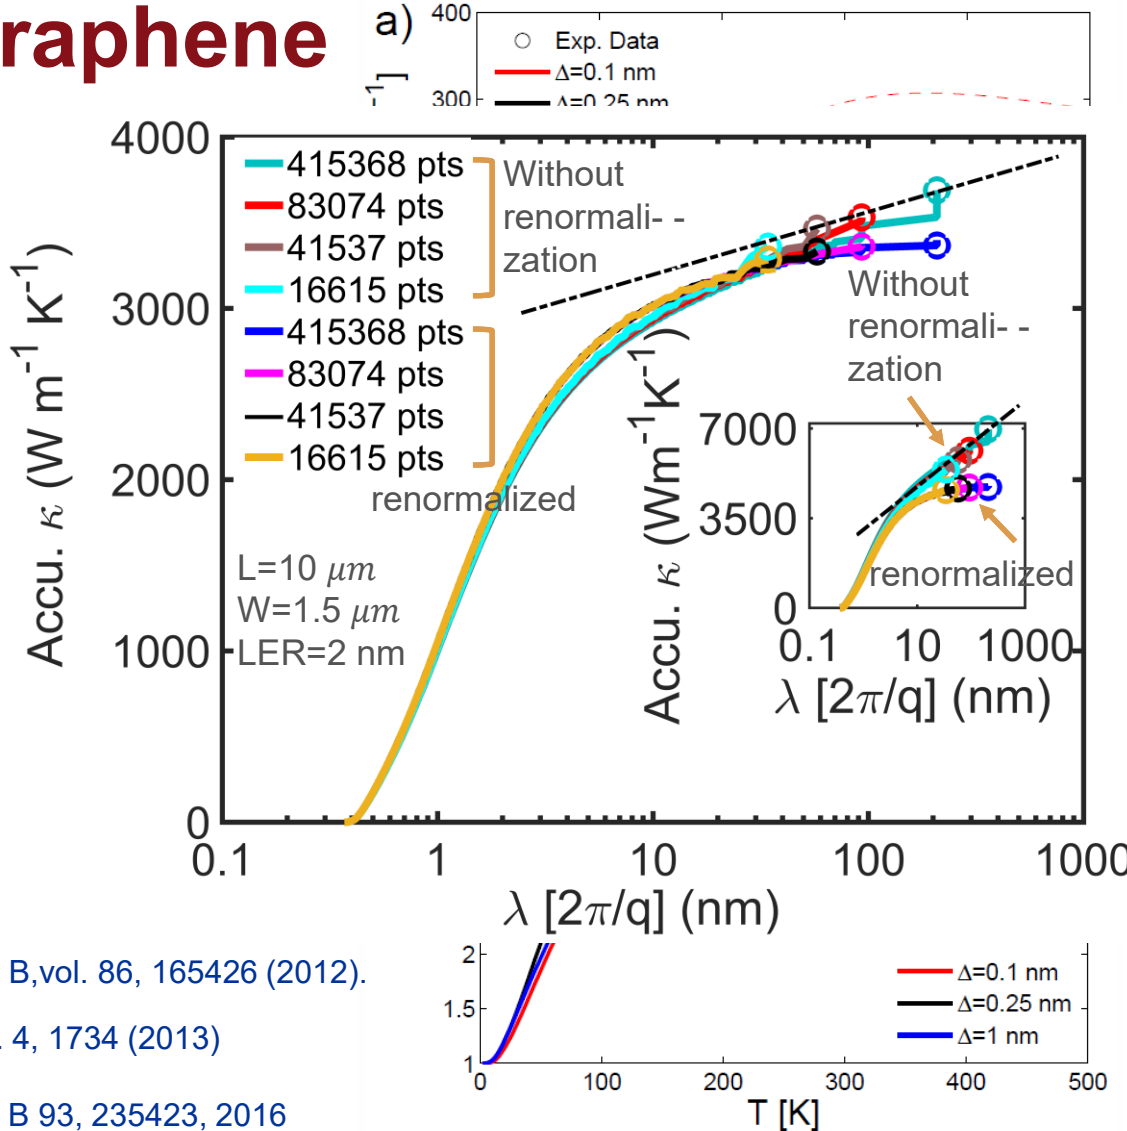 raphene
a)
400
Exp. Data
Δ=0.1 nm
300
Δ=0.25 nm
-1]
4000
3000
2000
1000
0
Accu. κ (W m-1 K-1)
415368 pts
83074 pts
41537 pts
16615 pts
415368 pts
83074 pts
41537 pts
16615 pts
Without
renormali- -
zation
renormalized
L=10 μm
W=1.5 μm
LER=2 nm
Without
renormali- -
zation
Accu. κ (Wm-1K-1)
7000
3500
0
renormalized
0.1 10 1000
λ [2π/q] (nm)
0.1 1 10 100 1000
λ [2π/q] (nm)
2
1.5
1
Δ=0.1 nm
Δ=0.25 nm
Δ=1 nm
0 100 200 300 400 500
T [K]
B,vol. 86, 165426 (2012).
. 4, 1734 (2013)
B 93, 235423, 2016